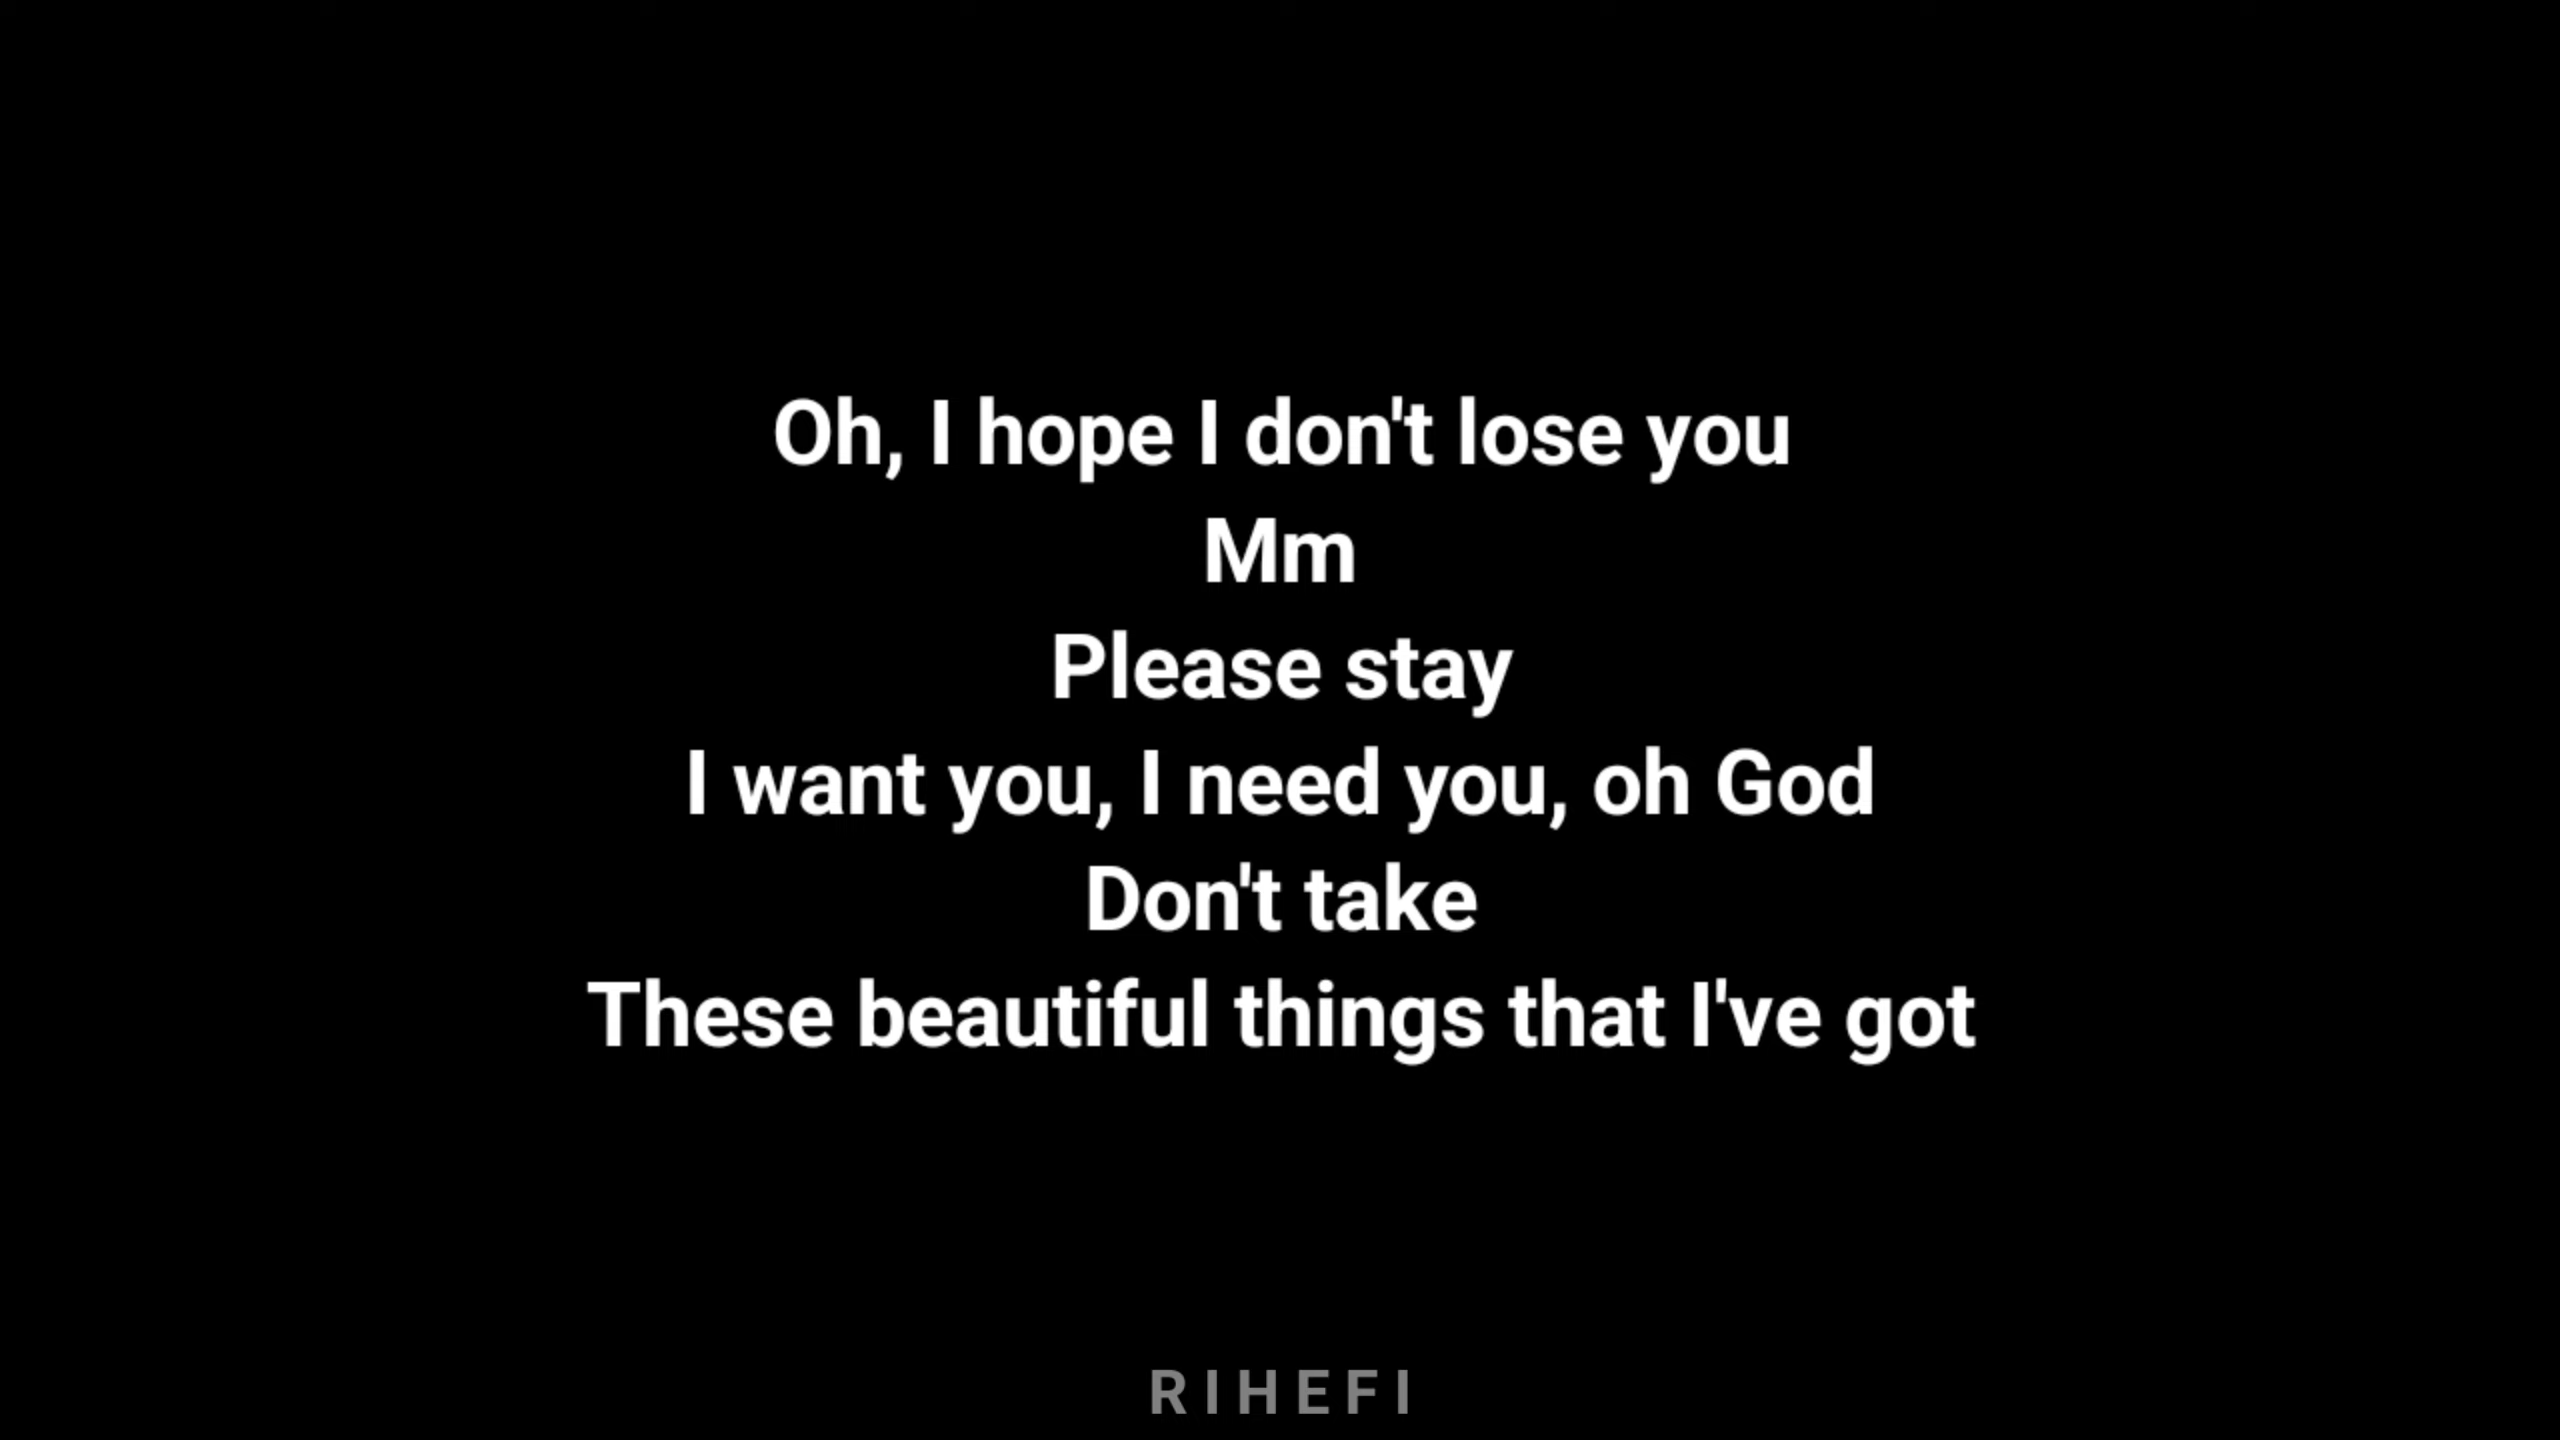 Oh, I hope I don't lose you
Mm
Please stay
I want you, I need you, oh God
Don't take
These beautiful things that I've got
RIHEFI